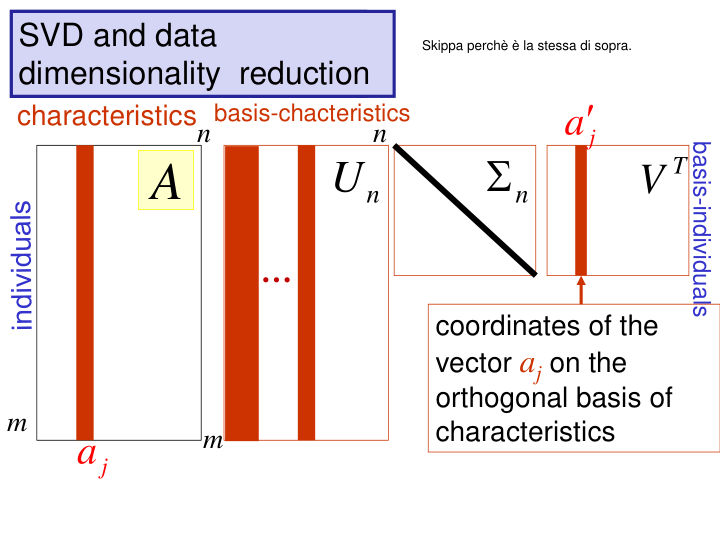 SVD and data
dimensionality reduction
Skippa perchè è la stessa di sopra.
characteristics
basis-chacteristics
n
n
a′j
A
Un
Σn
V T
individuals
basis-individuals
...
coordinates of the
vector aj on the
orthogonal basis of
characteristics
m
m
aj